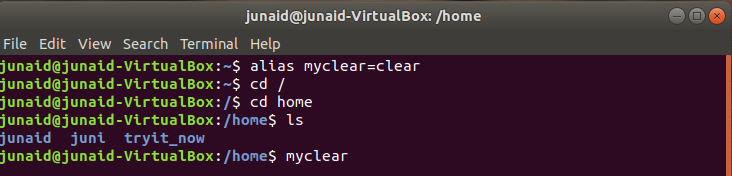 junaid@junaid-VirtualBox: /home
File Edit View Search Terminal Help
junaid@junaid-VirtualBox:~$ alias myclear=clear
junaid@junaid-VirtualBox:~$ cd /
junaid@junaid-VirtualBox:/$ cd home
junaid@junaid-VirtualBox:/home$ ls
junaid  juni  tryit_now
junaid@junaid-VirtualBox:/home$ myclear